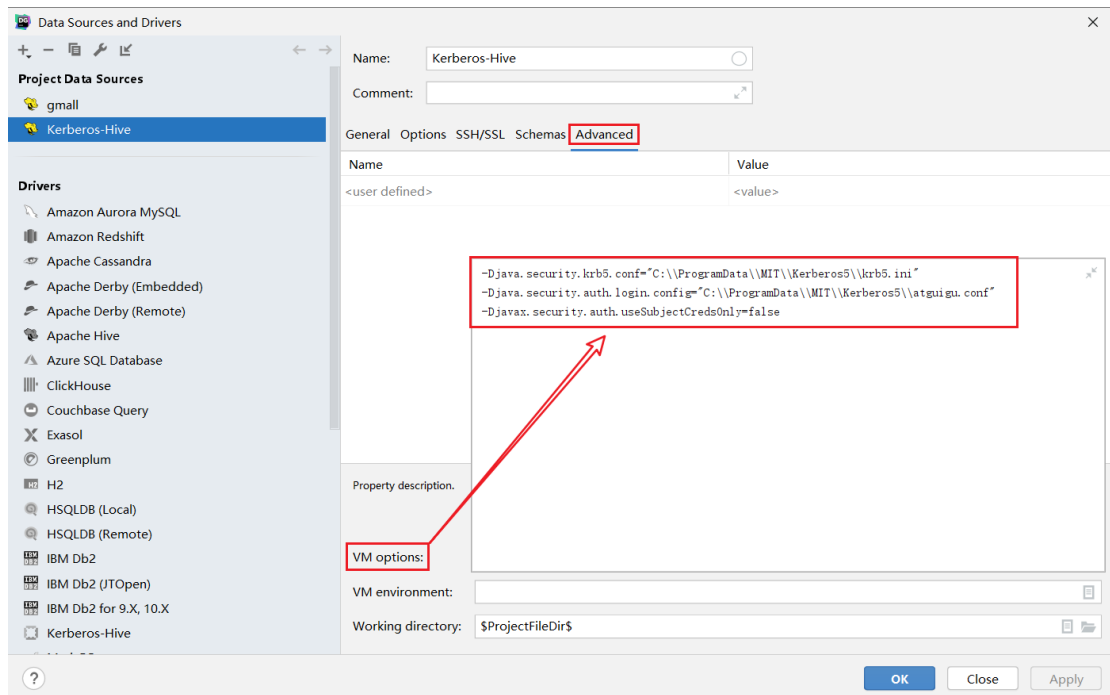 Data Sources and Drivers
Project Data Sources
gmall
Kerberos-Hive
Drivers
Amazon Aurora MySQL
Amazon Redshift
Apache Cassandra
Apache Derby (Embedded)
Apache Derby (Remote)
Apache Hive
Azure SQL Database
ClickHouse
Couchbase Query
Exasol
Greenplum
H2
HSQLDB (Local)
HSQLDB (Remote)
IBM Db2
IBM Db2 (JTOpen)
IBM Db2 for 9.X, 10.X
Kerberos-Hive
Name: Kerberos-Hive
Comment:
General Options SSH/SSL Schemas Advanced
Name Value
<user defined> <value>
-Djava.security.krb5.conf="C:\\ProgramData\\MIT\\Kerberos5\\krb5.ini"
-Djava.security.auth.login.config="C:\\ProgramData\\MIT\\Kerberos5\\atguigu.conf"
-Djavax.security.auth.useSubjectCredsOnly=false
Property description.
VM options:
VM environment:
Working directory: $ProjectFileDir$
? OK Close Apply